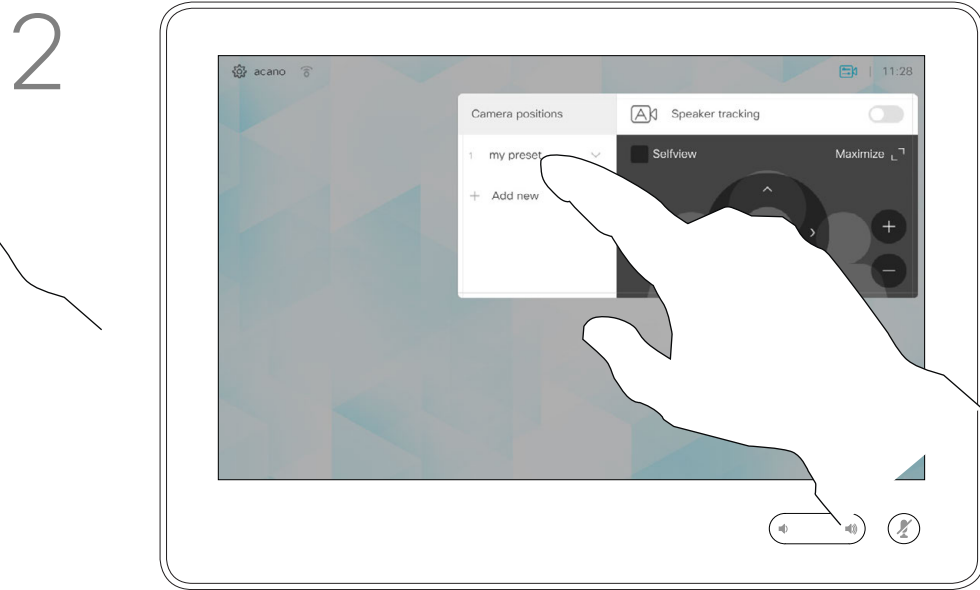 2
acano
11:28
Camera positions
Speaker tracking
1 my preset
Selfview
Maximize
+ Add new